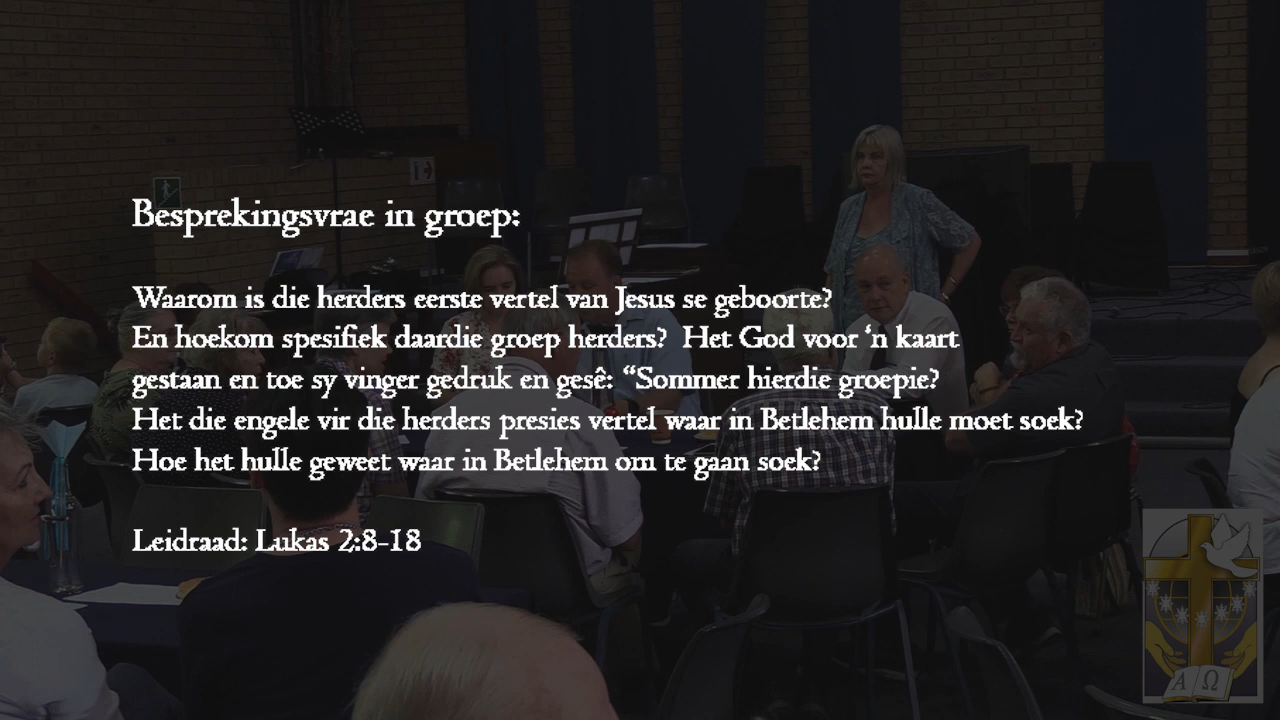 Besprekingsvrae in groep:
Waarom is die herders eerste vertel van Jesus se geboorte?
En hoekom spesifiek daardie groep herders?  Het God voor ‘n kaart
gestaan en toe sy vinger gedruk en gesê: “Sommer hierdie groepie?
Het die engele vir die herders presies vertel waar in Betlehem hulle moet soek?
Hoe het hulle geweet waar in Betlehem om te gaan soek?
Leidraad: Lukas 2:8-18
Α Ω